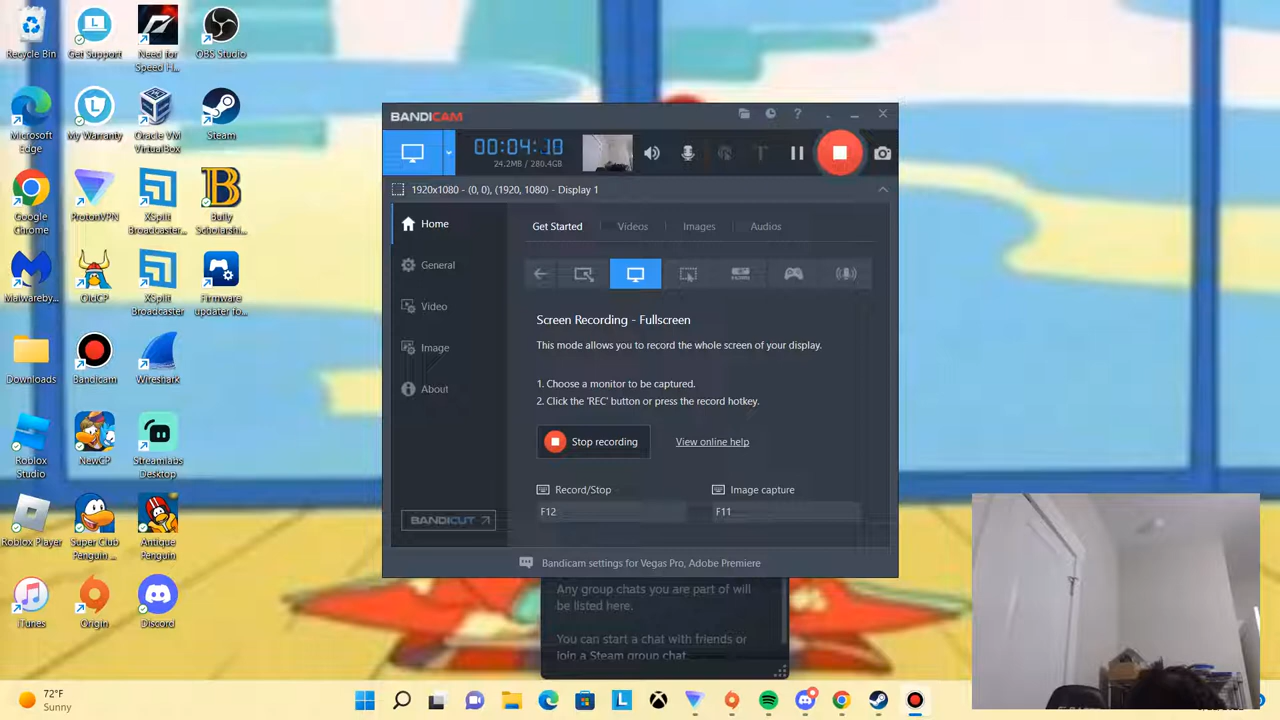 Recycle Bin
Get Support
Need for
Speed H...
OBS Studio
Microsoft
Edge
My Warranty
Oracle VM
VirtualBox
Steam
Google
Chrome
ProtonVPN
XSplit
Broadcaster...
Bully
Scholarshi...
Malwareby...
OldCP
XSplit
Broadcaster
Firmware
updater fo...
Downloads
Bandicam
Wireshark
Roblox
Studio
NewCP
Streamlabs
Desktop
Roblox Player
Super Club
Penguin ...
Antique
Penguin
iTunes
Origin
Discord
BANDICAM
24.2MB / 280.4GB
1920x1080 - (0, 0), (1920, 1080) - Display 1
Home
General
Video
Image
About
BANDICUT
Get Started
Videos
Images
Audios
Screen Recording - Fullscreen
This mode allows you to record the whole screen of your display.
1. Choose a monitor to be captured.
2. Click the 'REC' button or press the record hotkey.
Stop recording
View online help
Record/Stop
Image capture
F12
F11
Bandicam settings for Vegas Pro, Adobe Premiere
Any group chats you are part of will
be listed here.
You can start a chat with friends or
join a Steam group chat.
72°F
Sunny